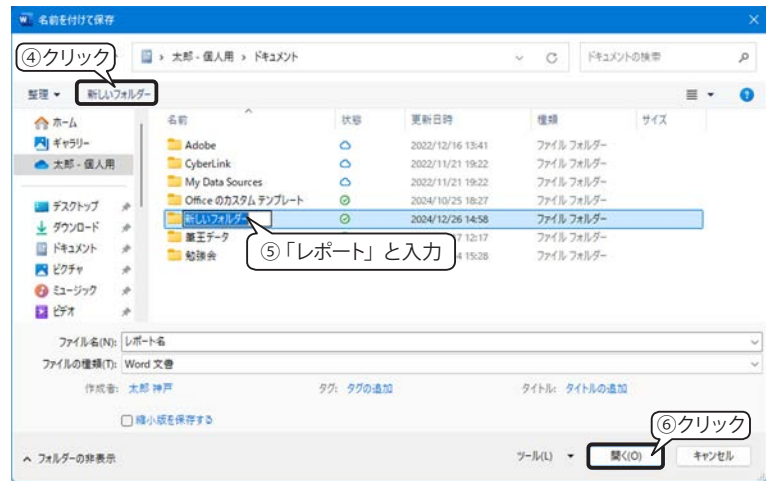 名前を付けて保存
④クリック
太郎 - 個人用 › ドキュメント
ドキュメントの検索
整理 新しいフォルダー
名前 状態 更新日時 種類 サイズ
ホーム
ギャラリー
太郎 - 個人用
デスクトップ
ダウンロード
ドキュメント
ピクチャ
ミュージック
ビデオ
Adobe 2022/12/16 13:41 ファイル フォルダー
CyberLink 2022/11/21 19:22 ファイル フォルダー
My Data Sources 2022/11/21 19:22 ファイル フォルダー
Office のカスタム テンプレート 2024/10/25 18:27 ファイル フォルダー
新しいフォルダー 2024/12/26 14:58 ファイル フォルダー
筆王データ 12:17 ファイル フォルダー
勉強会 15:28 ファイル フォルダー
⑤「レポート」と入力
ファイル名(N): レポート名
ファイルの種類(T): Word 文書
作成者: 太郎 神戸 タグ: タグの追加 タイトル: タイトルの追加
縮小版を保存する
⑥クリック
フォルダーの非表示 ツール(L) 開く(O) キャンセル